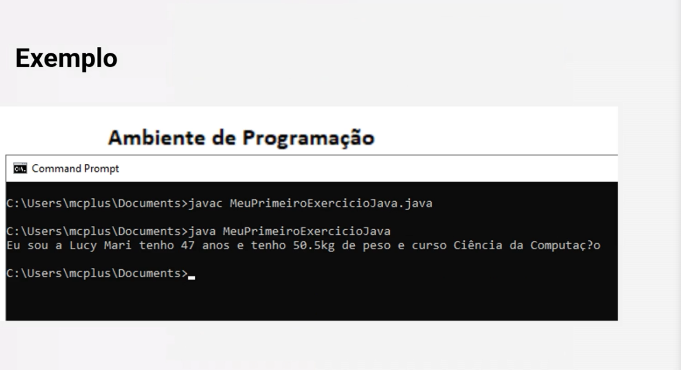 Exemplo
Ambiente de Programação
Command Prompt
C:\Users\mcplus\Documents>javac MeuPrimeiroExercicioJava.java
C:\Users\mcplus\Documents>java MeuPrimeiroExercicioJava
Eu sou a Lucy Mari tenho 47 anos e tenho 50.5kg de peso e curso Ciência da Computaç?o
C:\Users\mcplus\Documents>